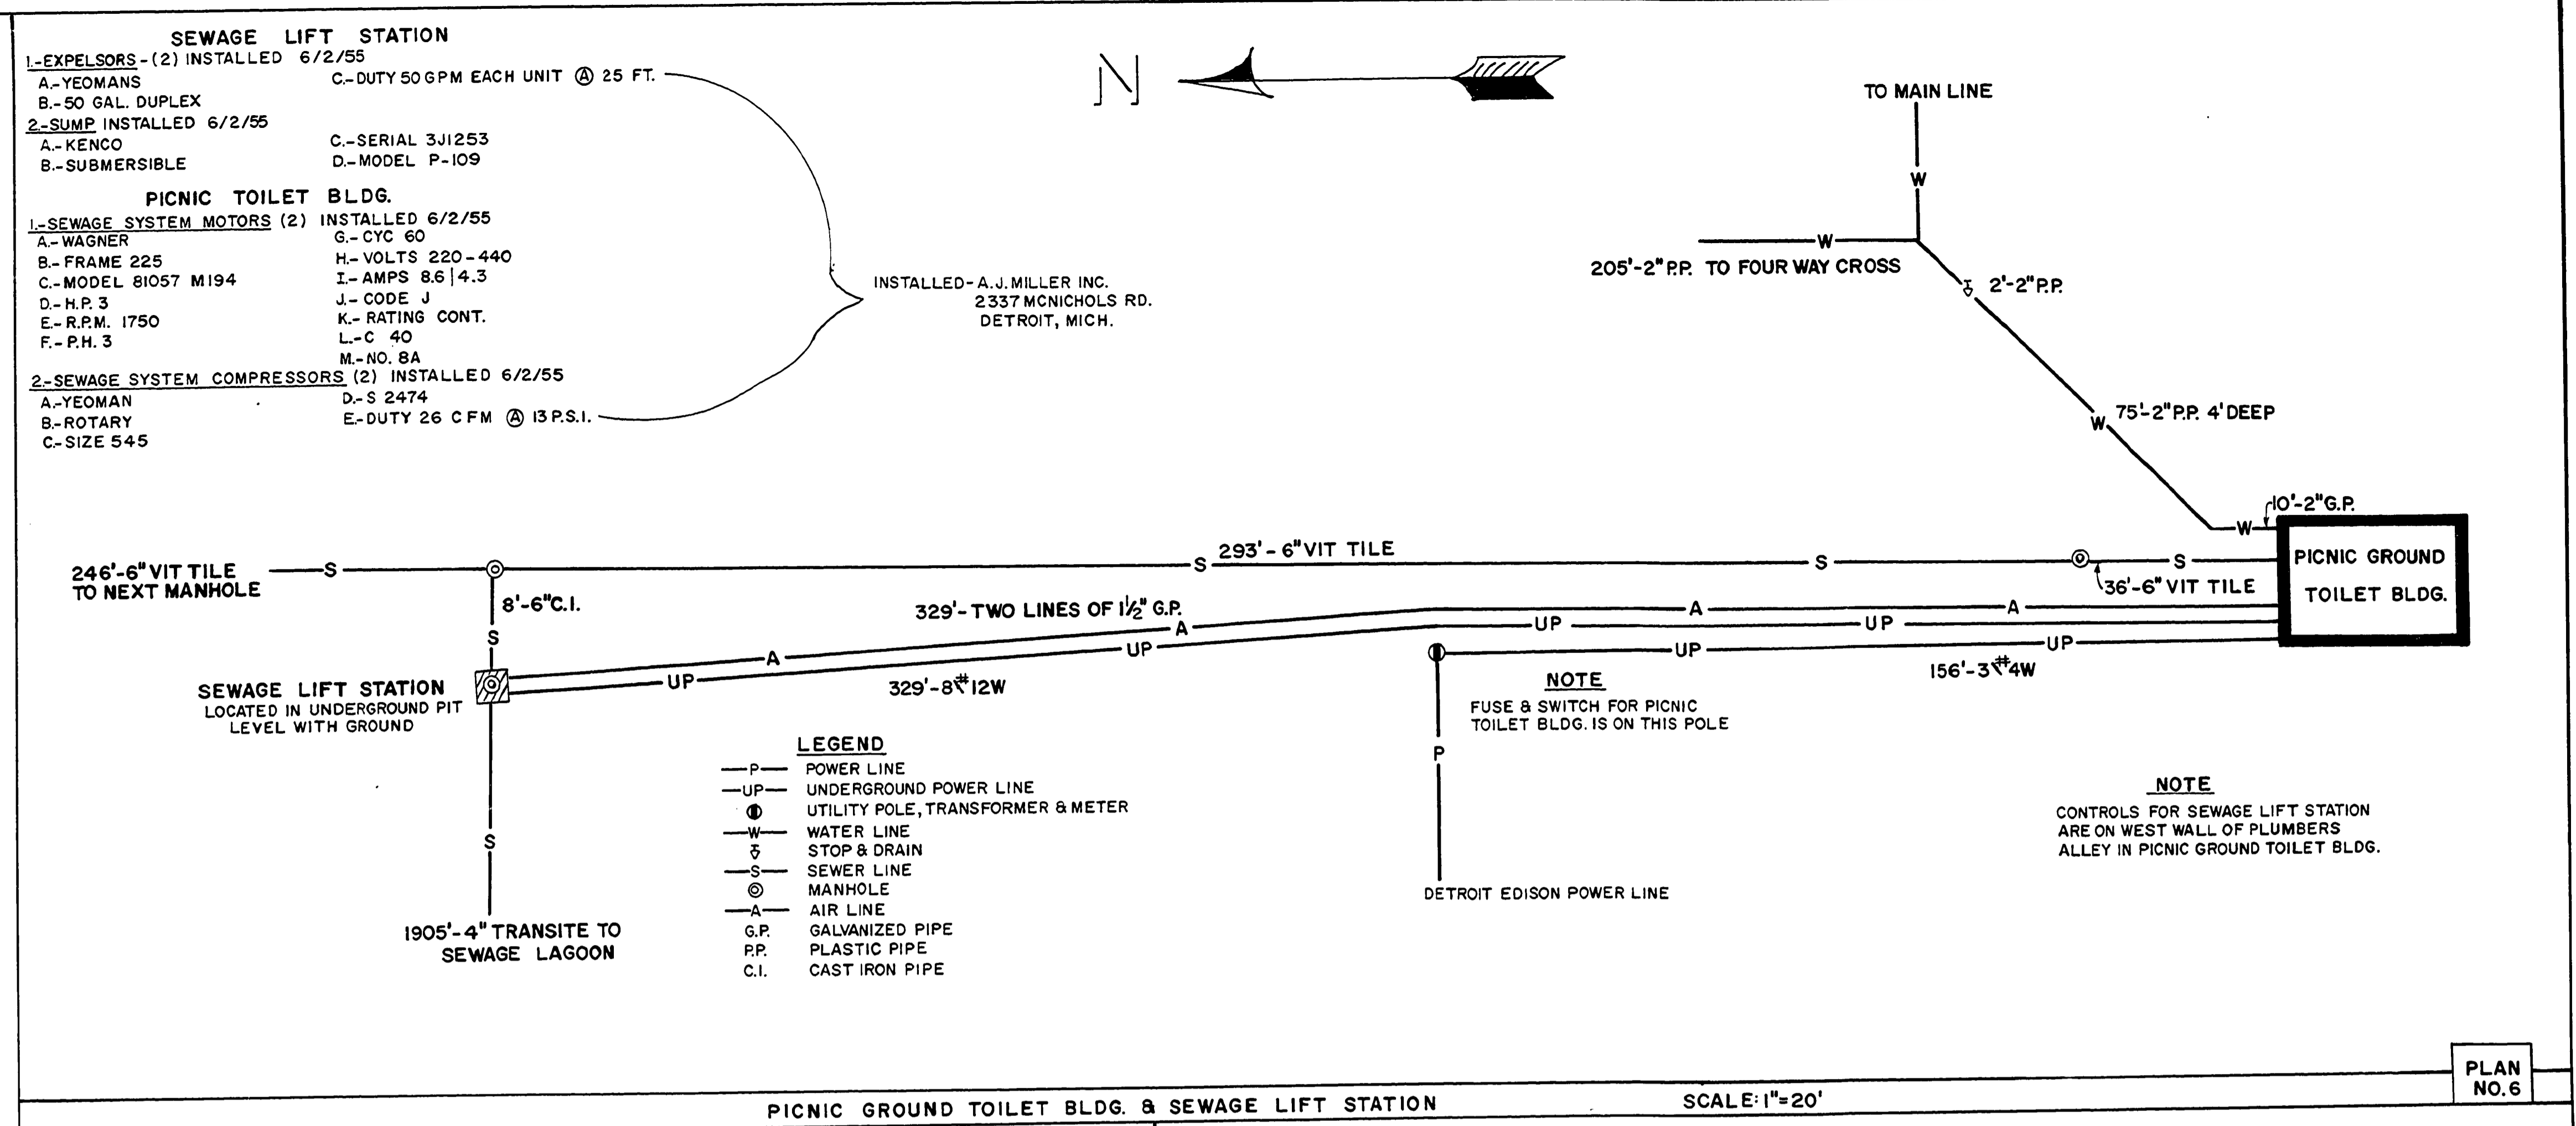 SEWAGE LIFT STATION
1.-EXPELSORS-(2) INSTALLED 6/2/55
A.-YEOMANS
B.-50 GAL. DUPLEX
C.-DUTY 50 GPM EACH UNIT Ⓐ 25 FT.
2.-SUMP INSTALLED 6/2/55
A.-KENCO
B.-SUBMERSIBLE
C.-SERIAL 3J1253
D.-MODEL P-109
PICNIC TOILET BLDG.
1.-SEWAGE SYSTEM MOTORS (2) INSTALLED 6/2/55
A.-WAGNER
B.-FRAME 225
C.-MODEL 81057 M194
D.-H.P. 3
E.-R.P.M. 1750
F.-P.H. 3
G.-CYC 60
H.-VOLTS 220-440
I.-AMPS 8.6|4.3
J.-CODE J
K.-RATING CONT.
L.-C 40
M.-NO. 8A
2.-SEWAGE SYSTEM COMPRESSORS (2) INSTALLED 6/2/55
A.-YEOMAN
B.-ROTARY
C.-SIZE 545
D.-S 2474
E.-DUTY 26 CFM Ⓐ 13 P.S.I.
INSTALLED-A.J.MILLER INC.
2337 MCNICHOLS RD.
DETROIT, MICH.
N
TO MAIN LINE
W
W
205'-2" P.P. TO FOUR WAY CROSS
2'-2" P.P.
75'-2" P.P. 4' DEEP
W
10'-2" G.P.
W
PICNIC GROUND
TOILET BLDG.
246'-6" VIT TILE
TO NEXT MANHOLE
S
293'-6" VIT TILE
S
S
S
36'-6" VIT TILE
8'-6" C.I.
S
329'-TWO LINES OF 1½" G.P.
A
A
A
A
UP
UP
UP
UP
329'-8 #12W
UP
UP
156'-3 #4W
SEWAGE LIFT STATION
LOCATED IN UNDERGROUND PIT
LEVEL WITH GROUND
S
1905'-4" TRANSITE TO
SEWAGE LAGOON
NOTE
FUSE & SWITCH FOR PICNIC
TOILET BLDG. IS ON THIS POLE
P
DETROIT EDISON POWER LINE
NOTE
CONTROLS FOR SEWAGE LIFT STATION
ARE ON WEST WALL OF PLUMBERS
ALLEY IN PICNIC GROUND TOILET BLDG.
LEGEND
P POWER LINE
UP UNDERGROUND POWER LINE
UTILITY POLE, TRANSFORMER & METER
W WATER LINE
STOP & DRAIN
S SEWER LINE
MANHOLE
A AIR LINE
G.P. GALVANIZED PIPE
P.P. PLASTIC PIPE
C.I. CAST IRON PIPE
PICNIC GROUND TOILET BLDG. & SEWAGE LIFT STATION SCALE: 1"=20'
PLAN
NO. 6